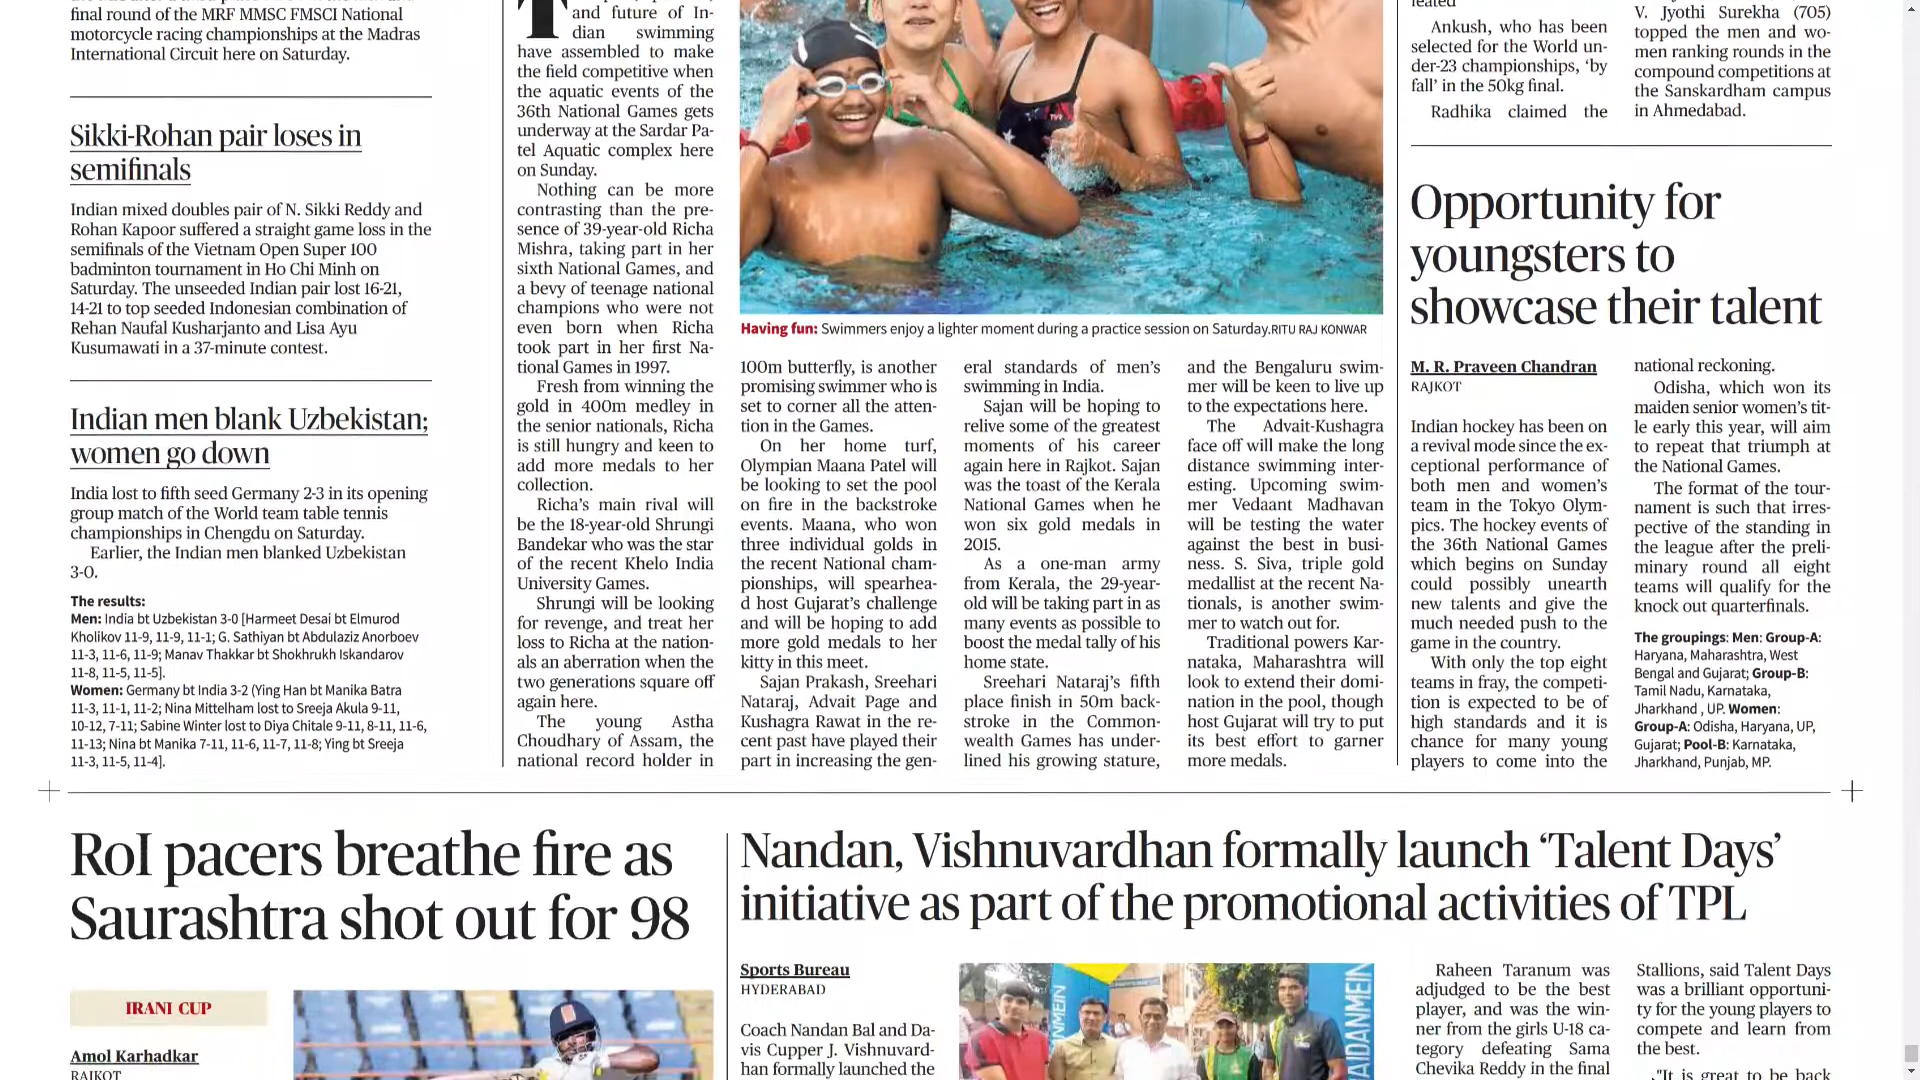 final round of the MRF MMSC FMSCI National
motorcycle racing championships at the Madras
International Circuit here on Saturday.
Sikki-Rohan pair loses in
semifinals
Indian mixed doubles pair of N. Sikki Reddy and
Rohan Kapoor suffered a straight game loss in the
semifinals of the Vietnam Open Super 100
badminton tournament in Ho Chi Minh on
Saturday. The unseeded Indian pair lost 16-21,
14-21 to top seeded Indonesian combination of
Rehan Naufal Kusharjanto and Lisa Ayu
Kusumawati in a 37-minute contest.
Indian men blank Uzbekistan;
women go down
India lost to fifth seed Germany 2-3 in its opening
group match of the World team table tennis
championships in Chengdu on Saturday.
Earlier, the Indian men blanked Uzbekistan
3-0.
The results:
Men: India bt Uzbekistan 3-0 [Harmeet Desai bt Elmurod
Kholikov 11-9, 11-9, 11-1; G. Sathiyan bt Abdulaziz Anorboev
11-3, 11-6, 11-9; Manav Thakkar bt Shokhrukh Iskandarov
11-8, 11-5, 11-5].
Women: Germany bt India 3-2 (Ying Han bt Manika Batra
11-3, 11-1, 11-2; Nina Mittelham lost to Sreeja Akula 9-11,
10-12, 7-11; Sabine Winter lost to Diya Chitale 9-11, 8-11, 11-6,
11-13; Nina bt Manika 7-11, 11-6, 11-7, 11-8; Ying bt Sreeja
11-3, 11-5, 11-4].
T
and future of In-
dian swimming
have assembled to make
the field competitive when
the aquatic events of the
36th National Games gets
underway at the Sardar Pa-
tel Aquatic complex here
on Sunday.
Nothing can be more
contrasting than the pre-
sence of 39-year-old Richa
Mishra, taking part in her
sixth National Games, and
a bevy of teenage national
champions who were not
even born when Richa
took part in her first Na-
tional Games in 1997.
Fresh from winning the
gold in 400m medley in
the senior nationals, Richa
is still hungry and keen to
add more medals to her
collection.
Richa's main rival will
be the 18-year-old Shrungi
Bandekar who was the star
of the recent Khelo India
University Games.
Shrungi will be looking
for revenge, and treat her
loss to Richa at the nation-
als an aberration when the
two generations square off
again here.
The young Astha
Choudhary of Assam, the
national record holder in
Having fun: Swimmers enjoy a lighter moment during a practice session on Saturday.RITU RAJ KONWAR
100m butterfly, is another
promising swimmer who is
set to corner all the atten-
tion in the Games.
On her home turf,
Olympian Maana Patel will
be looking to set the pool
on fire in the backstroke
events. Maana, who won
three individual golds in
the recent National cham-
pionships, will spearhea-
d host Gujarat's challenge
and will be hoping to add
more gold medals to her
kitty in this meet.
Sajan Prakash, Sreehari
Nataraj, Advait Page and
Kushagra Rawat in the re-
cent past have played their
part in increasing the gen-
eral standards of men's
swimming in India.
Sajan will be hoping to
relive some of the greatest
moments of his career
again here in Rajkot. Sajan
was the toast of the Kerala
National Games when he
won six gold medals in
2015.
As a one-man army
from Kerala, the 29-year-
old will be taking part in as
many events as possible to
boost the medal tally of his
home state.
Sreehari Nataraj's fifth
place finish in 50m back-
stroke in the Common-
wealth Games has under-
lined his growing stature,
and the Bengaluru swim-
mer will be keen to live up
to the expectations here.
The Advait-Kushagra
face off will make the long
distance swimming inter-
esting. Upcoming swim-
mer Vedaant Madhavan
will be testing the water
against the best in busi-
ness. S. Siva, triple gold
medallist at the recent Na-
tionals, is another swim-
mer to watch out for.
Traditional powers Kar-
nataka, Maharashtra will
look to extend their domi-
nation in the pool, though
host Gujarat will try to put
its best effort to garner
more medals.
Ankush, who has been
selected for the World un-
der-23 championships, 'by
fall' in the 50kg final.
Radhika claimed the
V. Jyothi Surekha (705)
topped the men and wo-
men ranking rounds in the
compound competitions at
the Sanskardham campus
in Ahmedabad.
Opportunity for
youngsters to
showcase their talent
M. R. Praveen Chandran
RAJKOT
Indian hockey has been on
a revival mode since the ex-
ceptional performance of
both men and women's
team in the Tokyo Olym-
pics. The hockey events of
the 36th National Games
which begins on Sunday
could possibly unearth
new talents and give the
much needed push to the
game in the country.
With only the top eight
teams in fray, the competi-
tion is expected to be of
high standards and it is
chance for many young
players to come into the
national reckoning.
Odisha, which won its
maiden senior women's tit-
le early this year, will aim
to repeat that triumph at
the National Games.
The format of the tour-
nament is such that irres-
pective of the standing in
the league after the preli-
minary round all eight
teams will qualify for the
knock out quarterfinals.
The groupings: Men: Group-A:
Haryana, Maharashtra, West
Bengal and Gujarat; Group-B:
Tamil Nadu, Karnataka,
Jharkhand , UP. Women:
Group-A: Odisha, Haryana, UP,
Gujarat; Pool-B: Karnataka,
Jharkhand, Punjab, MP.
RoI pacers breathe fire as
Saurashtra shot out for 98
IRANI CUP
Amol Karhadkar
RAJKOT
Nandan, Vishnuvardhan formally launch 'Talent Days'
initiative as part of the promotional activities of TPL
Sports Bureau
HYDERABAD
Coach Nandan Bal and Da-
vis Cupper J. Vishnuvard-
han formally launched the
Raheen Taranum was
adjudged to be the best
player, and was the win-
ner from the girls U-18 ca-
tegory defeating Sama
Chevika Reddy in the final
Stallions, said Talent Days
was a brilliant opportuni-
ty for the young players to
compete and learn from
the best.
"It is great to be back